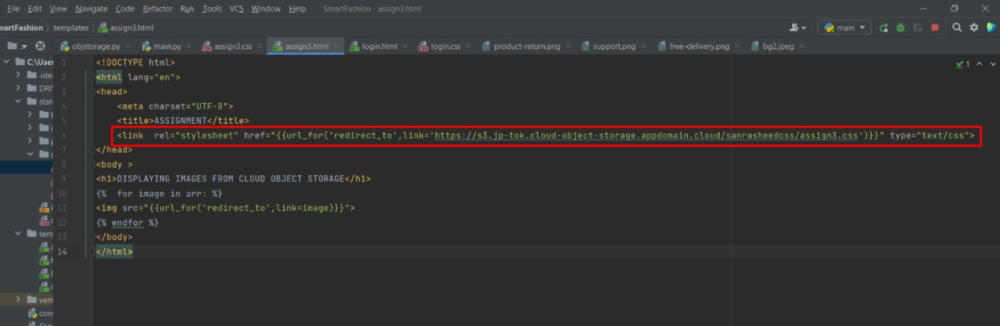 File Edit View Navigate Code Refactor Run Tools VCS Window Help SmartFashion - assign3.html
martFashion templates assign3.html main
objstorage.py main.py assign3.css assign3.html login.html login.css product-return.png support.png free-delivery.png bg2.jpeg
C:\User 1 <!DOCTYPE html> 1
.idea 2 <html lang="en">
DRI 3 <head>
stati 4 <meta charset="UTF-8">
5 <title>ASSIGNMENT</title>
6 <link rel="stylesheet" href="{{url_for('redirect_to',link='https://s3.jp-tok.cloud-object-storage.appdomain.cloud/sanrasheedcss/assign3.css')}}" type="text/css">
7 </head>
8 <body >
9 <h1>DISPLAYING IMAGES FROM CLOUD OBJECT STORAGE</h1>
10 {% for image in arr: %}
11 <img src="{{url_for('redirect_to',link=image)}}">
12 {% endfor %}
tem 13 </body>
14 </html>
venv
con